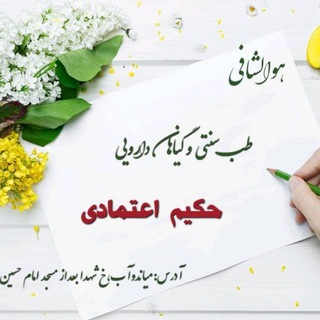 هوالشافی
طب سنتی و گیاهان دارویی
حکیم اعتمادی
آدرس: میاندوآب، خ شهدا بعد از مسجد امام حسین